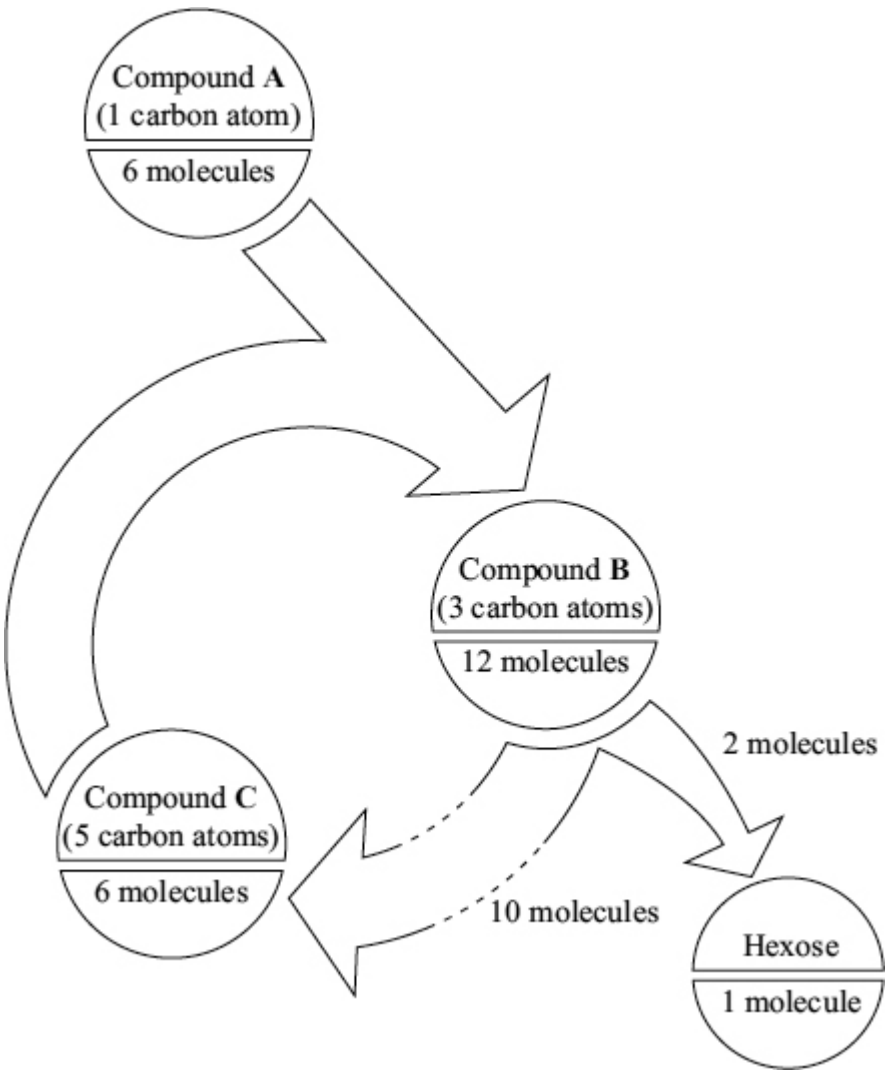 Compound A
(1 carbon atom)
6 molecules
Compound B
(3 carbon atoms)
12 molecules
2 molecules
Compound C
(5 carbon atoms)
6 molecules
10 molecules
Hexose
1 molecule